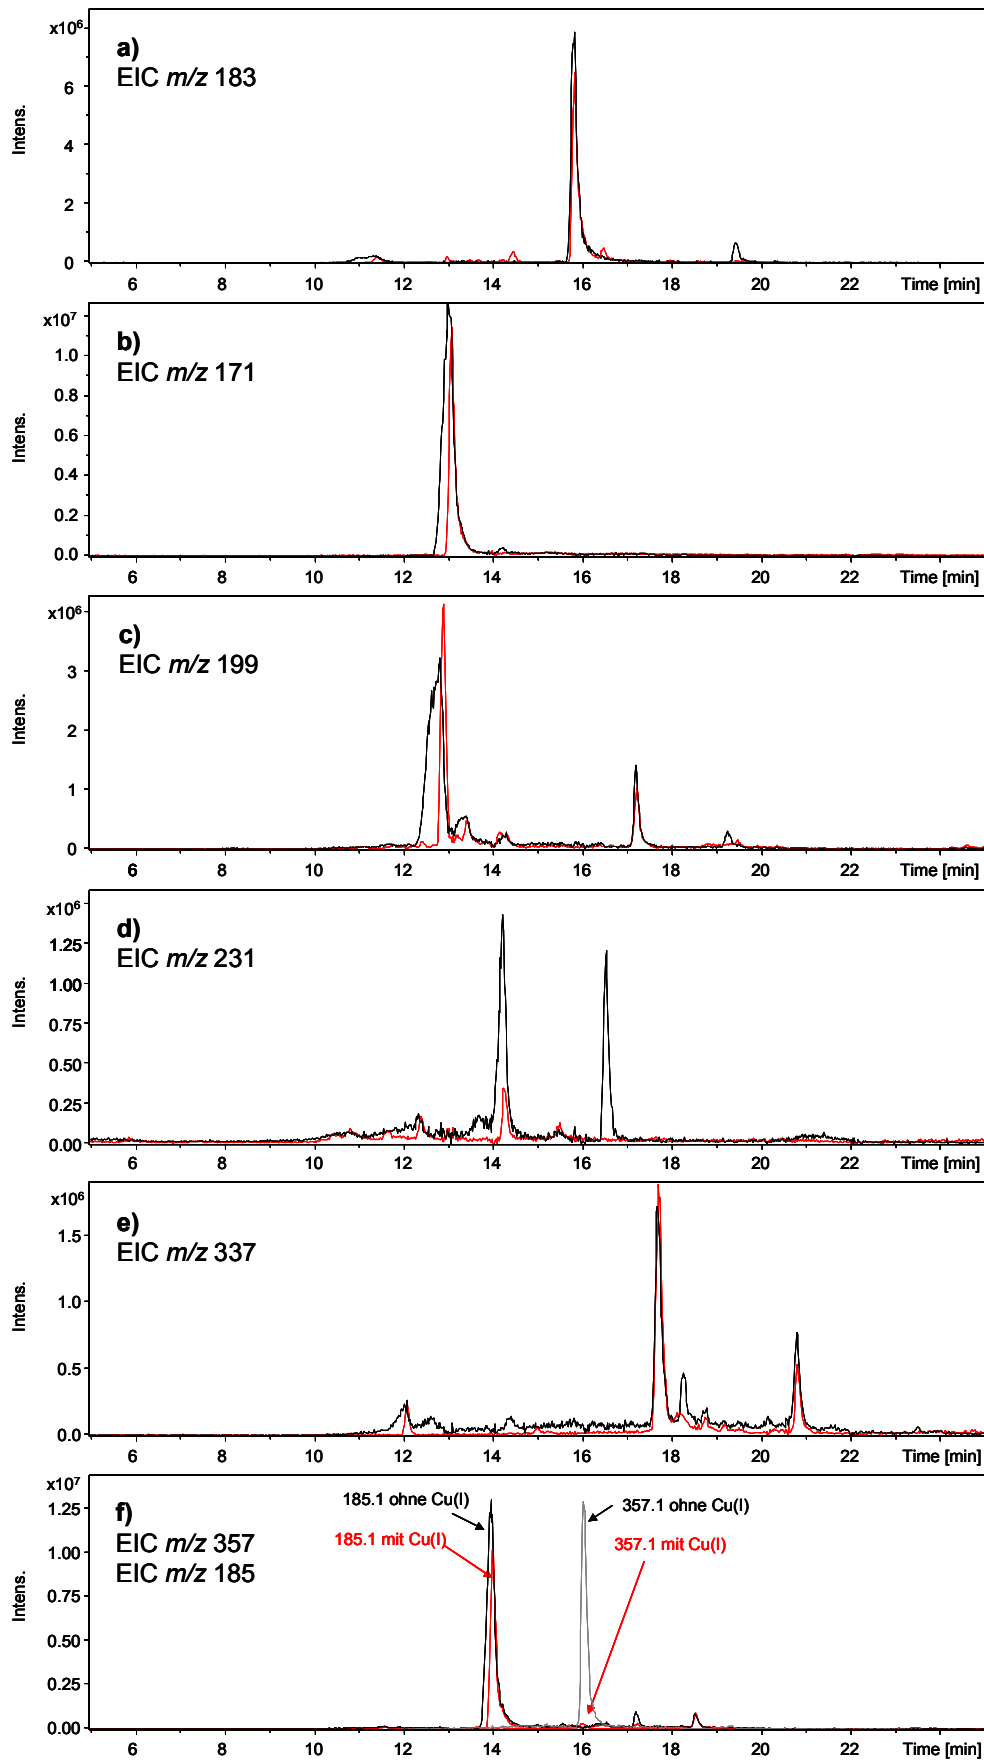 x10⁶
a)
EIC m/z 183
6
4
2
0
Intens.
6 8 10 12 14 16 18 20 22 Time [min]
x10⁷
b)
EIC m/z 171
1.0
0.8
0.6
0.4
0.2
0.0
Intens.
6 8 10 12 14 16 18 20 22 Time [min]
x10⁶
c)
EIC m/z 199
3
2
1
0
Intens.
6 8 10 12 14 16 18 20 22 Time [min]
x10⁶
d)
EIC m/z 231
1.25
1.00
0.75
0.50
0.25
0.00
Intens.
6 8 10 12 14 16 18 20 22 Time [min]
x10⁶
e)
EIC m/z 337
1.5
1.0
0.5
0.0
Intens.
6 8 10 12 14 16 18 20 22 Time [min]
x10⁷
f)
EIC m/z 357
EIC m/z 185
185.1 ohne Cu(I)
357.1 ohne Cu(I)
185.1 mit Cu(I)
357.1 mit Cu(I)
1.25
1.00
0.75
0.50
0.25
0.00
Intens.
6 8 10 12 14 16 18 20 22 Time [min]